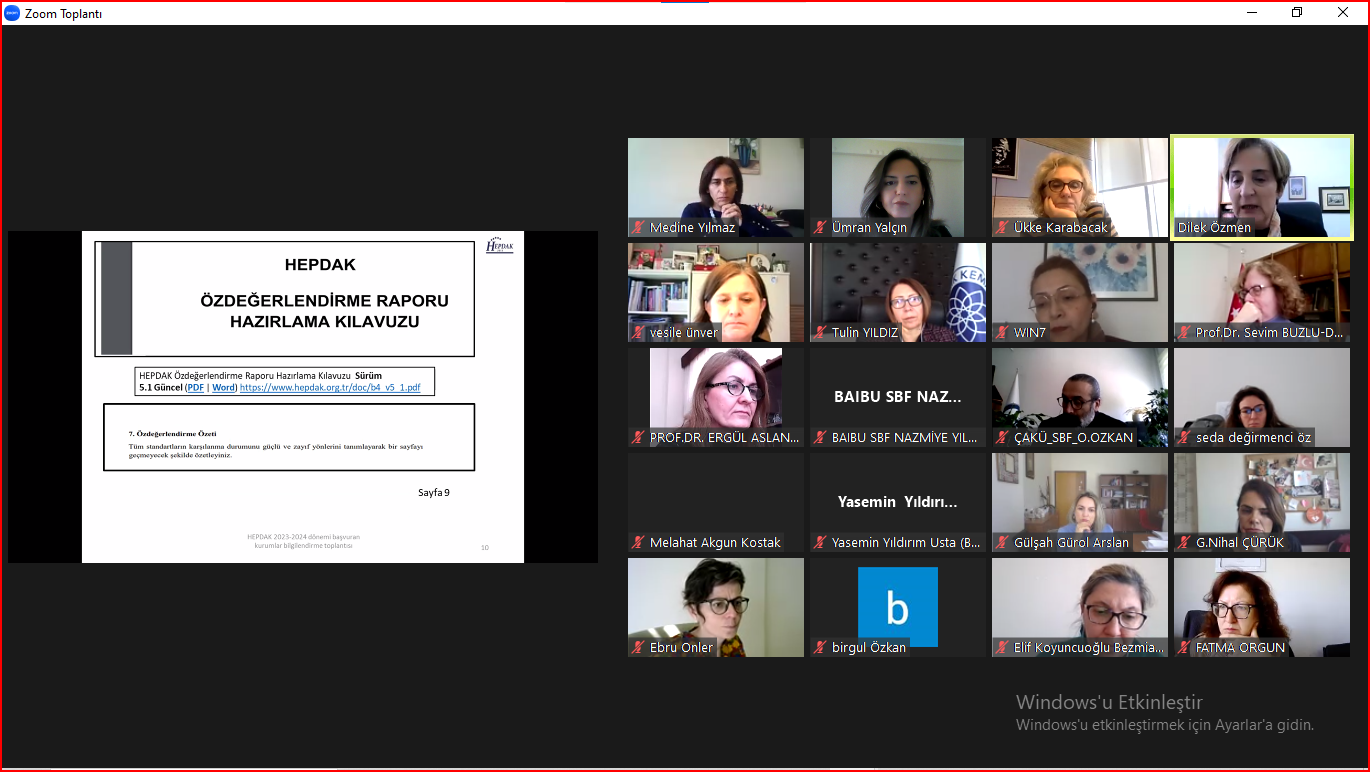 Zoom Toplantı
HEPDAK
HEPDAK
ÖZDEĞERLENDİRME RAPORU
HAZIRLAMA KILAVUZU
HEPDAK Özdeğerlendirme Raporu Hazırlama Kılavuzu Sürüm
5.1 Güncel (PDF | Word) https://www.hepdak.org.tr/doc/b4_v5_1.pdf
7. Özdeğerlendirme Özeti
Tüm standartların karşılanma durumunu güçlü ve zayıf yönlerini tanımlayarak bir sayfayı
geçmeyecek şekilde özetleyiniz.
Sayfa 9
HEPDAK 2023-2024 dönemi başvuran
kurumlar bilgilendirme toplantısı
10
Medine Yılmaz
Ümran Yalçın
Ükke Karabacak
Dilek Özmen
vesile ünver
Tulin YILDIZ
WIN7
Prof.Dr. Sevim BUZLU-D...
PROF.DR. ERGÜL ASLAN...
BAIBU SBF NAZ...
BAIBU SBF NAZMİYE YIL...
ÇAKÜ_SBF_O.OZKAN
seda değirmenci öz
Melahat Akgun Kostak
Yasemin Yıldırı...
Yasemin Yıldırım Usta (B...
Gülşah Gürol Arslan
G.Nihal ÇÜRÜK
Ebru Onler
b
birgul Özkan
Elif Koyuncuoğlu Bezmia...
FATMA ORGUN
Windows'u Etkinleştir
Windows'u etkinleştirmek için Ayarlar'a gidin.